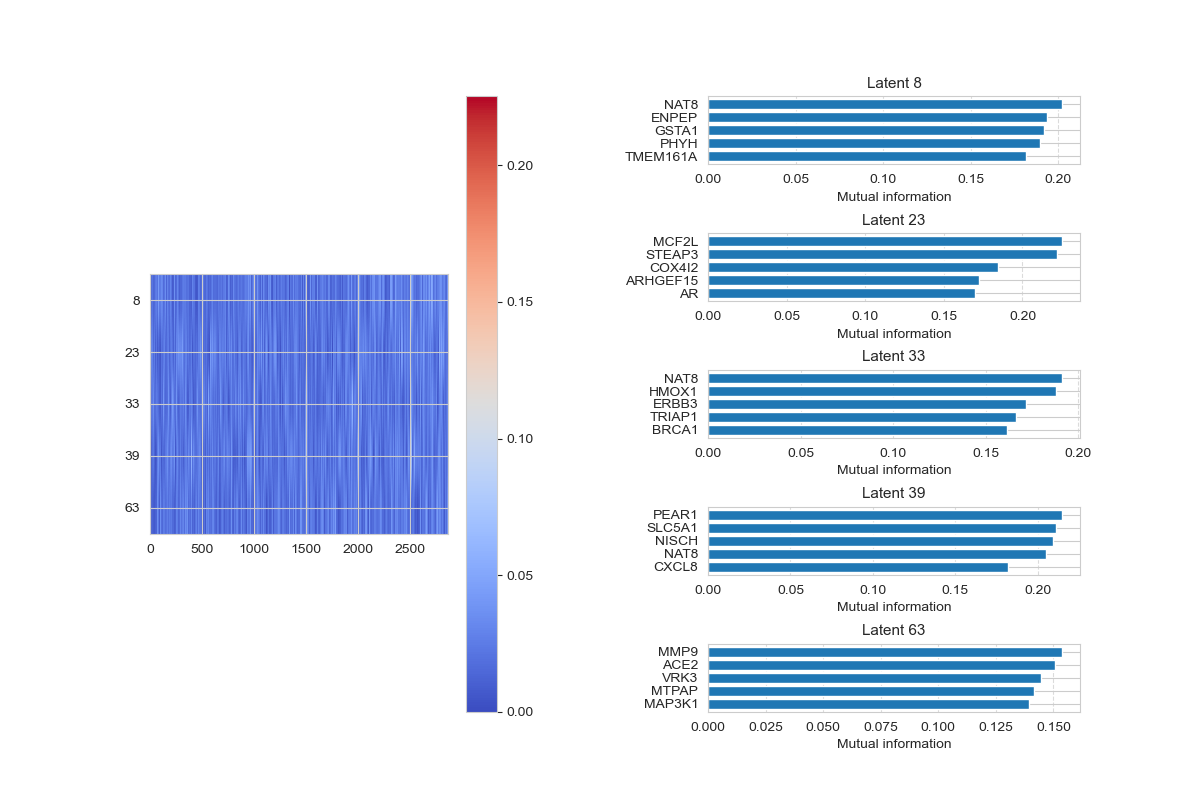 8
23
33
39
63
0 500 1000 1500 2000 2500
0.20
0.15
0.10
0.05
0.00
Latent 8
NAT8
ENPEP
GSTA1
PHYH
TMEM161A
0.00 0.05 0.10 0.15 0.20
Mutual information
Latent 23
MCF2L
STEAP3
COX4I2
ARHGEF15
AR
0.00 0.05 0.10 0.15 0.20
Mutual information
Latent 33
NAT8
HMOX1
ERBB3
TRIAP1
BRCA1
0.00 0.05 0.10 0.15 0.20
Mutual information
Latent 39
PEAR1
SLC5A1
NISCH
NAT8
CXCL8
0.00 0.05 0.10 0.15 0.20
Mutual information
Latent 63
MMP9
ACE2
VRK3
MTPAP
MAP3K1
0.000 0.025 0.050 0.075 0.100 0.125 0.150
Mutual information